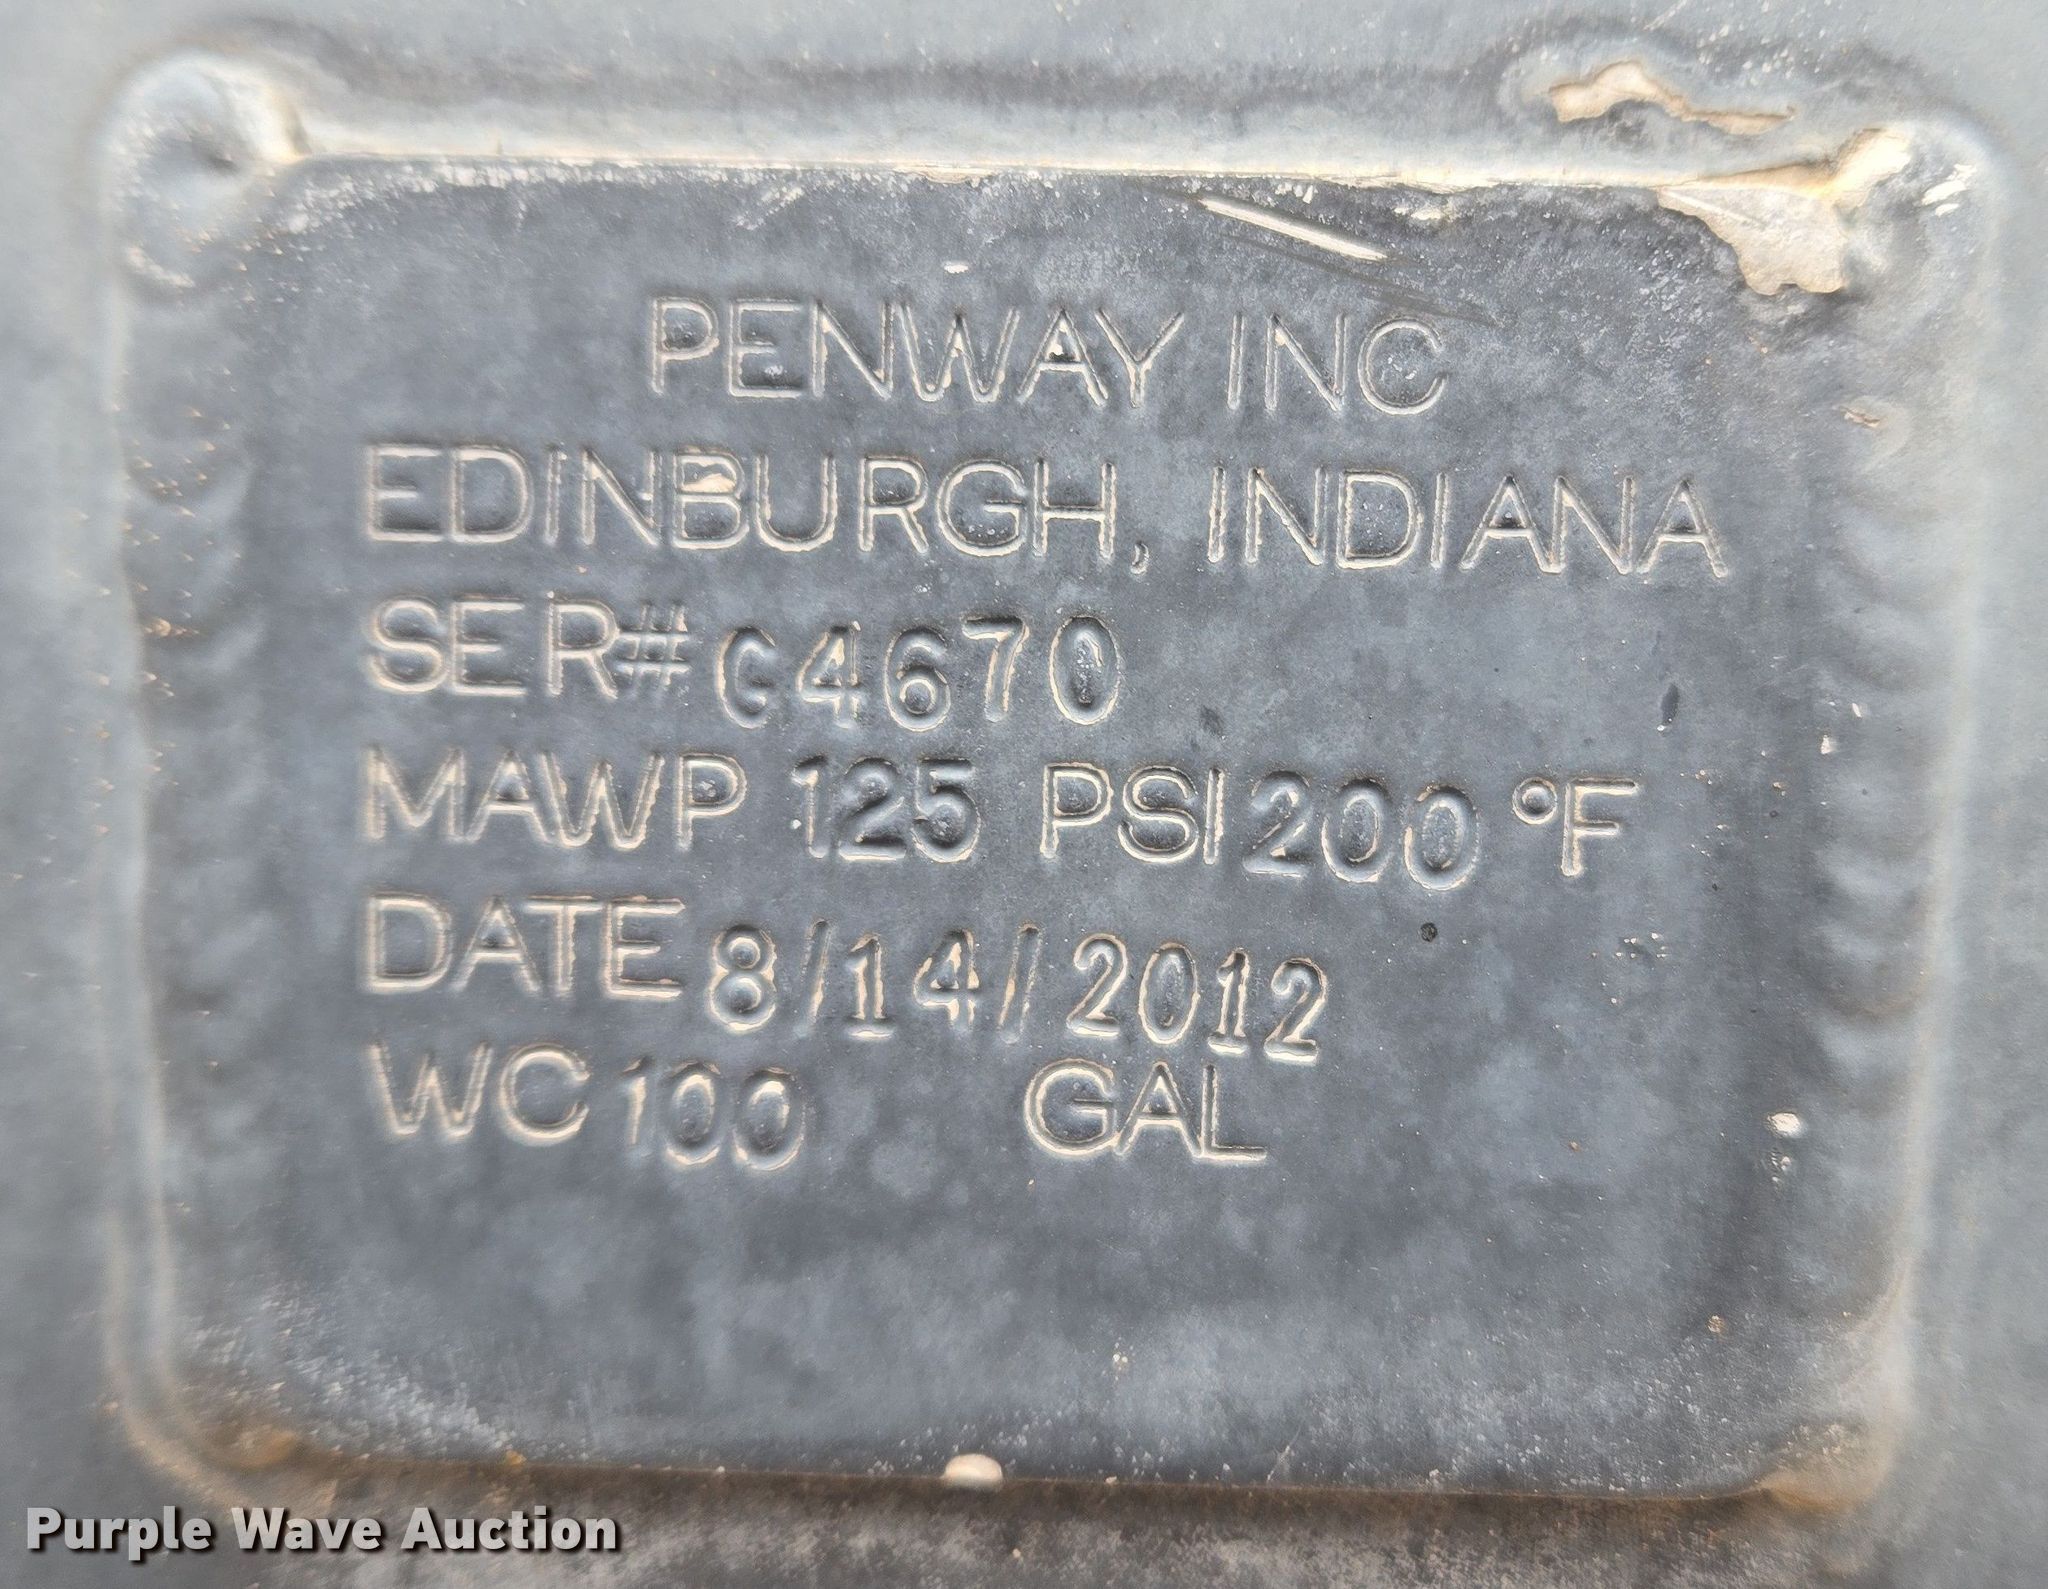 PENWAY INC
EDINBURGH, INDIANA
SER# G4670
MAWP 125 PSI 200 °F
DATE 8/14/2012
WC 100 GAL
Purple Wave Auction